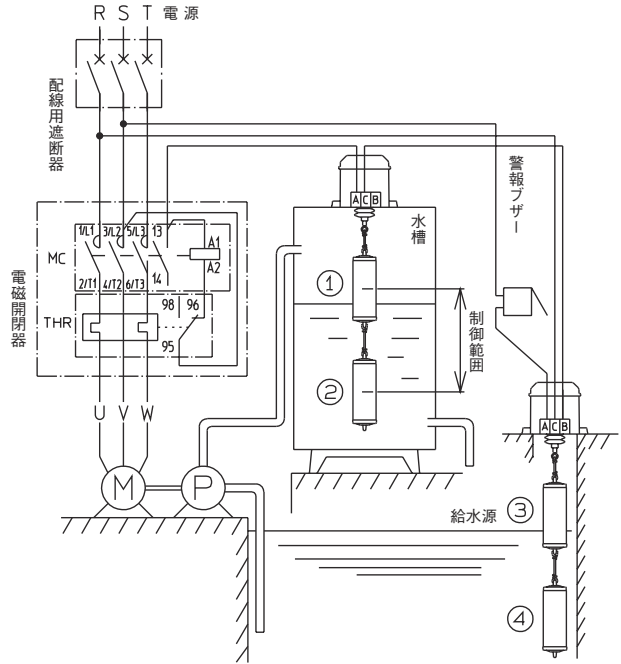 R S T 電源
配線用遮断器
警報ブザー
A C B
水槽
1/L1 3/L2 5/L3 13
MC
A1
A2
2/T1 4/T2 6/T3 14
電磁開閉器
THR
98 96
95
①
制御範囲
②
U V W
A C B
M
P
給水源
③
④